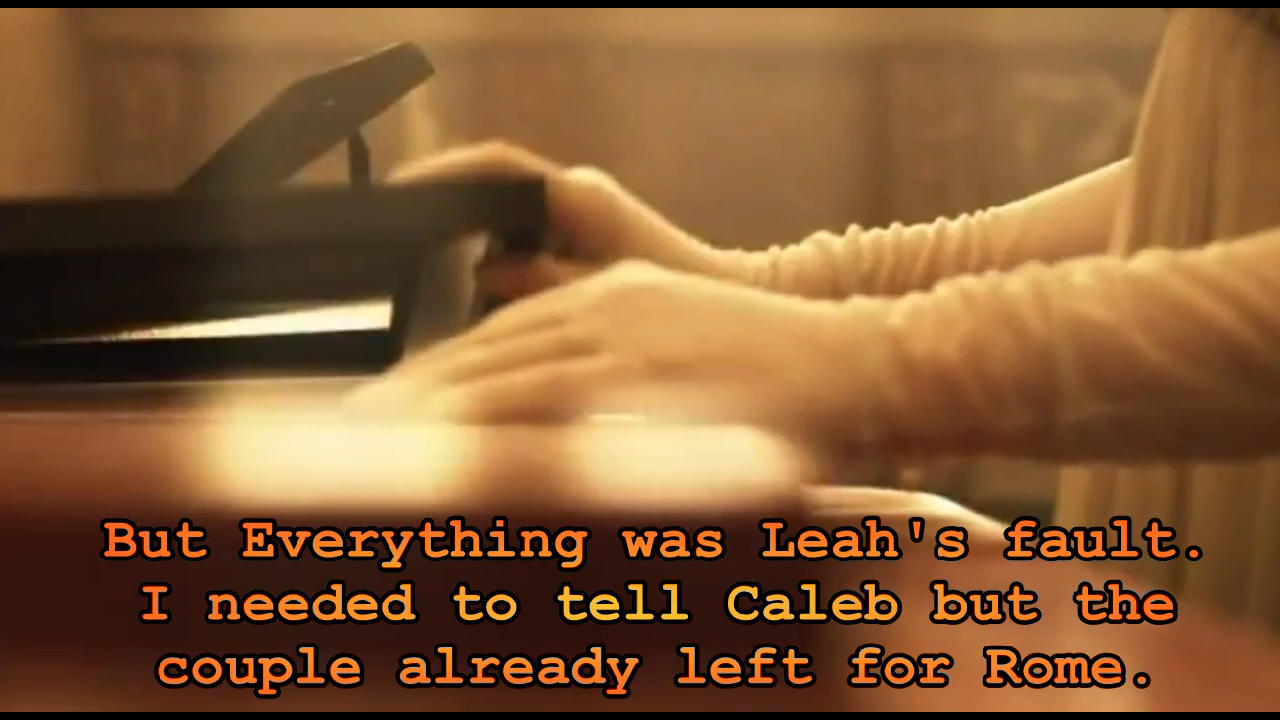 But Everything was Leah's fault.
I needed to tell Caleb but the
couple already left for Rome.